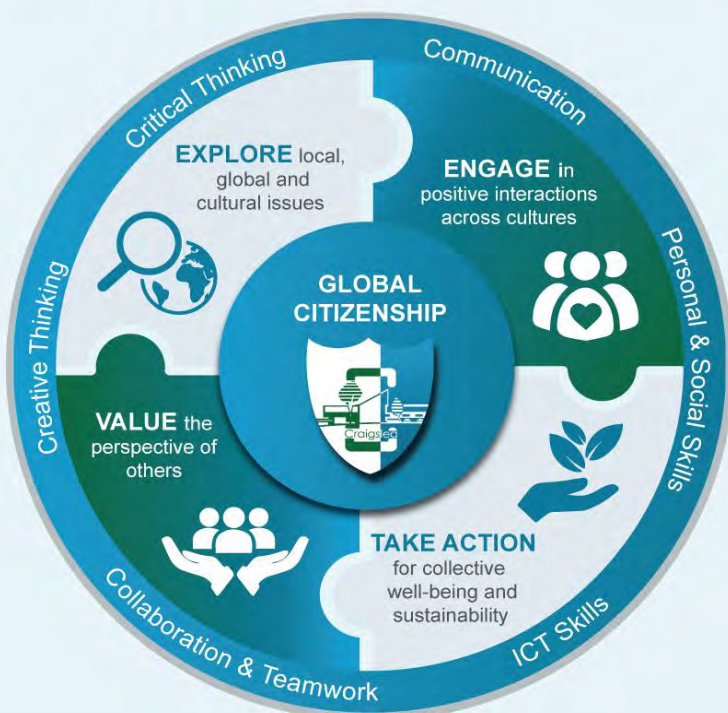 Critical Thinking
Communication
Personal & Social Skills
ICT Skills
Collaboration & Teamwork
Creative Thinking
EXPLORE local,
global and
cultural issues
ENGAGE in
positive interactions
across cultures
GLOBAL
CITIZENSHIP
VALUE the
perspective of
others
TAKE ACTION
for collective
well-being and
sustainability